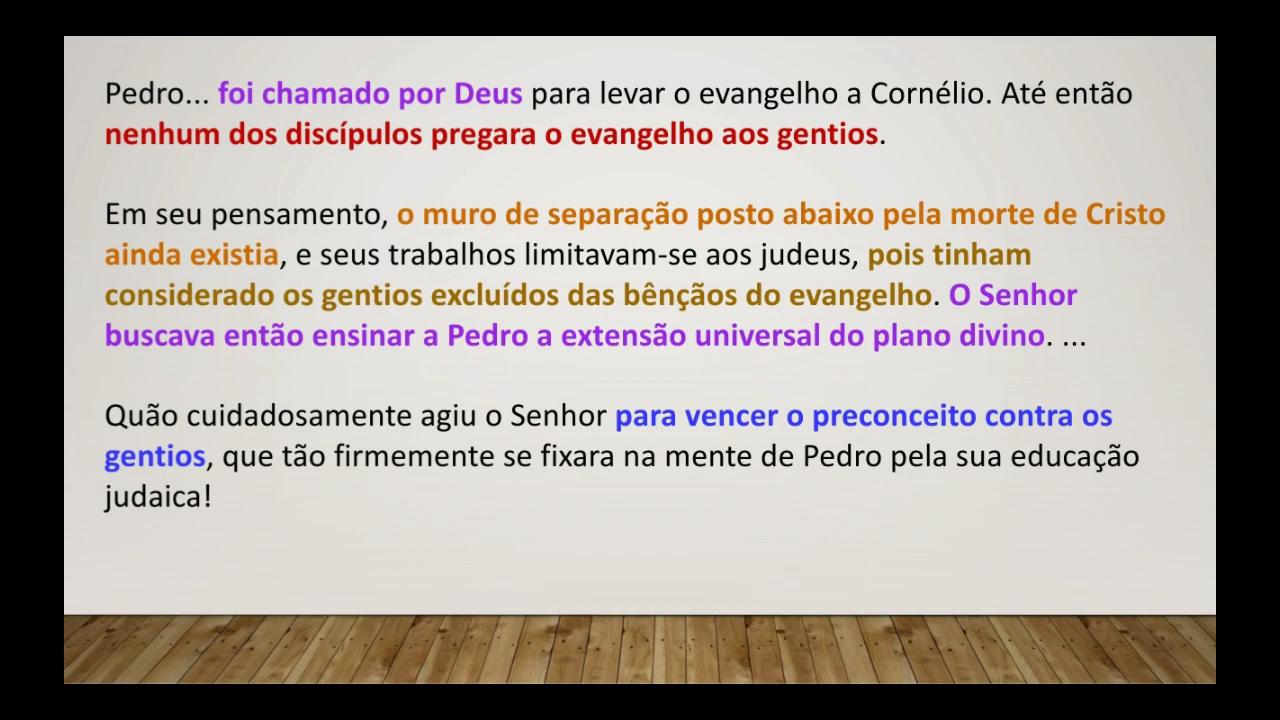 Pedro... foi chamado por Deus para levar o evangelho a Cornélio. Até então
nenhum dos discípulos pregara o evangelho aos gentios.
Em seu pensamento, o muro de separação posto abaixo pela morte de Cristo
ainda existia, e seus trabalhos limitavam-se aos judeus, pois tinham
considerado os gentios excluídos das bênçãos do evangelho. O Senhor
buscava então ensinar a Pedro a extensão universal do plano divino. ...
Quão cuidadosamente agiu o Senhor para vencer o preconceito contra os
gentios, que tão firmemente se fixara na mente de Pedro pela sua educação
judaica!